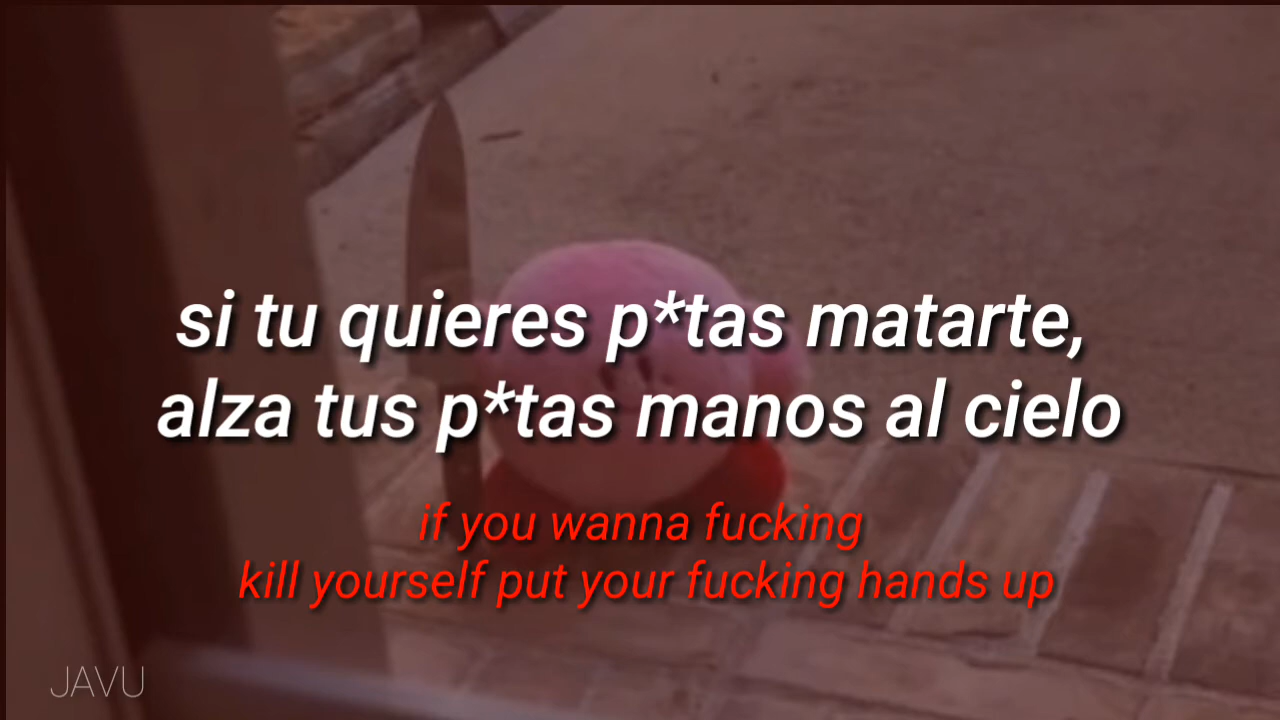 si tu quieres p*tas matarte,
alza tus p*tas manos al cielo
if you wanna fucking
kill yourself put your fucking hands up
JAVU